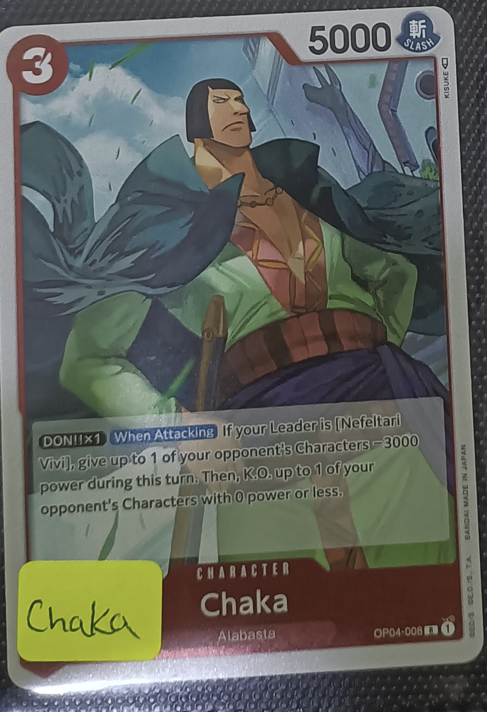 3
5000
斬
SLASH
KISUKE
DON!!×1 When Attacking If your Leader is [Nefeltari
Vivi], give up to 1 of your opponent's Characters −3000
power during this turn. Then, K.O. up to 1 of your
opponent's Characters with 0 power or less.
CHARACTER
Chaka
Alabasta
OP04-008 R 1
BANDAI MADE IN JAPAN
©E.O./S., T.A.
Chaka